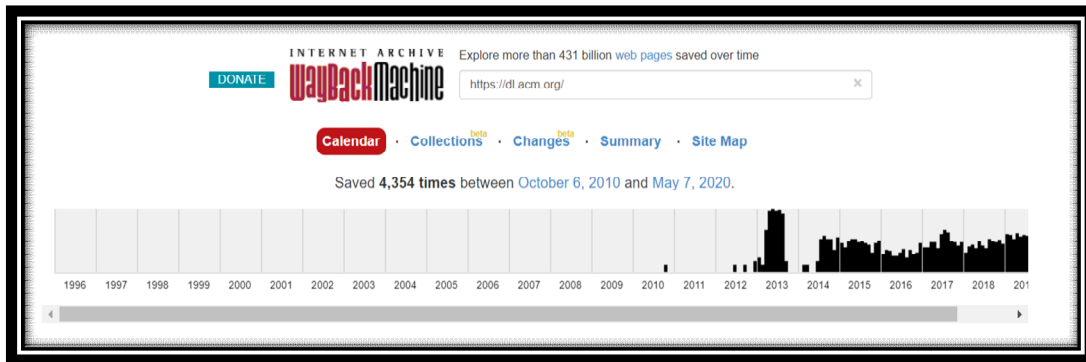 INTERNET ARCHIVE
Explore more than 431 billion web pages saved over time
DONATE
WayBackMachine
https://dl.acm.org/
×
Calendar · Collections beta · Changes beta · Summary · Site Map
Saved 4,354 times between October 6, 2010 and May 7, 2020.
1996 1997 1998 1999 2000 2001 2002 2003 2004 2005 2006 2007 2008 2009 2010 2011 2012 2013 2014 2015 2016 2017 2018 201